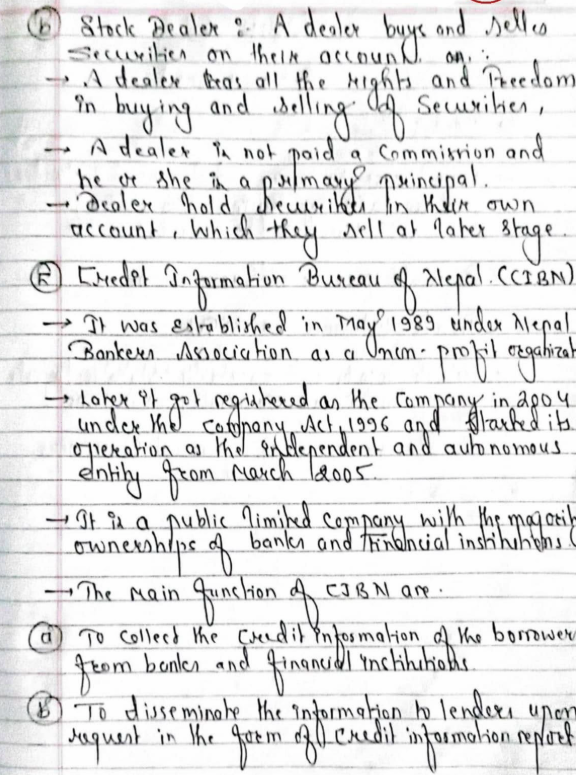 (b) Stock Dealer : A dealer buys and selles
securities on their account. on. :
→ A dealer has all the rights and Freedom
in buying and selling of Securities,
→ A dealer is not paid a Commission and
he or she is a primary principal.
→ Dealer hold securities in their own
account, which they sell at later stage.
Credit Information Bureau of Nepal. (CIBN)
→ It was established in May 1989 under Nepal
Bankers Association as a non-profit organizat
→ Later it got registered as the Company in 2004
under the company Act, 1996 and Started its
operation as the independent and autonomous
entity from March 2005.
→ It is a public limited company with the majorit
ownerships of banks and financial institutions (
→ The main function of CIBN are.
(a) To collect the credit information of the borrower
from banks and financial institutions.
(b) To disseminate the information to lenders upon
request in the form of credit information report